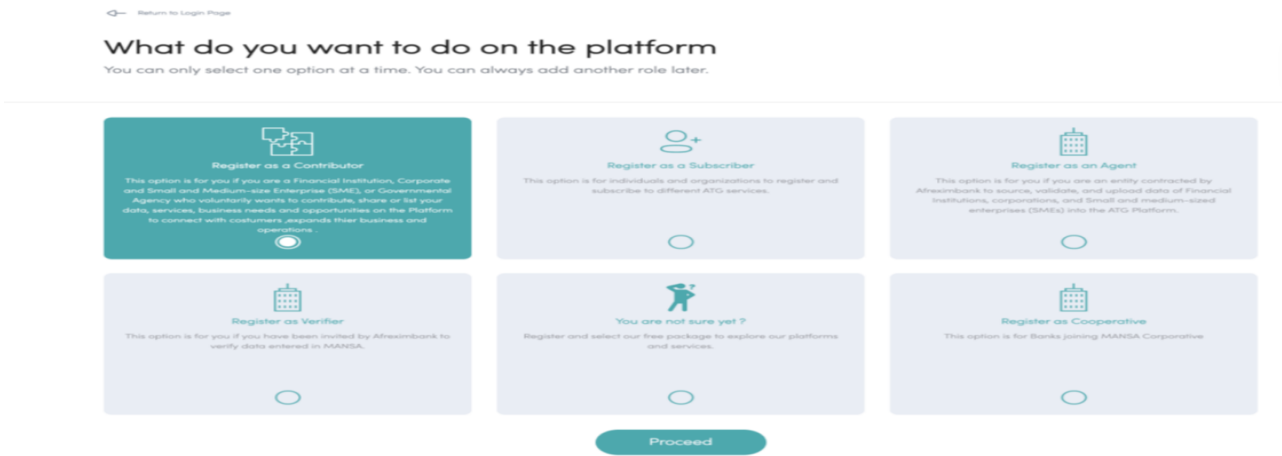 Return to Login Page
What do you want to do on the platform
You can only select one option at a time. You can always add another role later.
Register as a Contributor
This option is for you if you are a Financial Institution, Corporate
and Small and Medium-size Enterprise (SME), or Governmental
Agency who voluntarily wants to contribute, share or list your
data, services, business needs and opportunities on the Platform
to connect with costumers ,expands thier business and
operations .
Register as a Subscriber
This option is for individuals and organizations to register and
subscribe to different ATG services.
Register as an Agent
This option is for you if you are an entity contracted by
Afreximbank to source, validate, and upload data of Financial
Institutions, corporations, and Small and medium-sized
enterprises (SMEs) into the ATG Platform.
Register as Verifier
This option is for you if you have been invited by Afreximbank to
verify data entered in MANSA.
You are not sure yet ?
Register and select our free package to explore our platforms
and services.
Register as Cooperative
This option is for Banks joining MANSA Corporative
Proceed